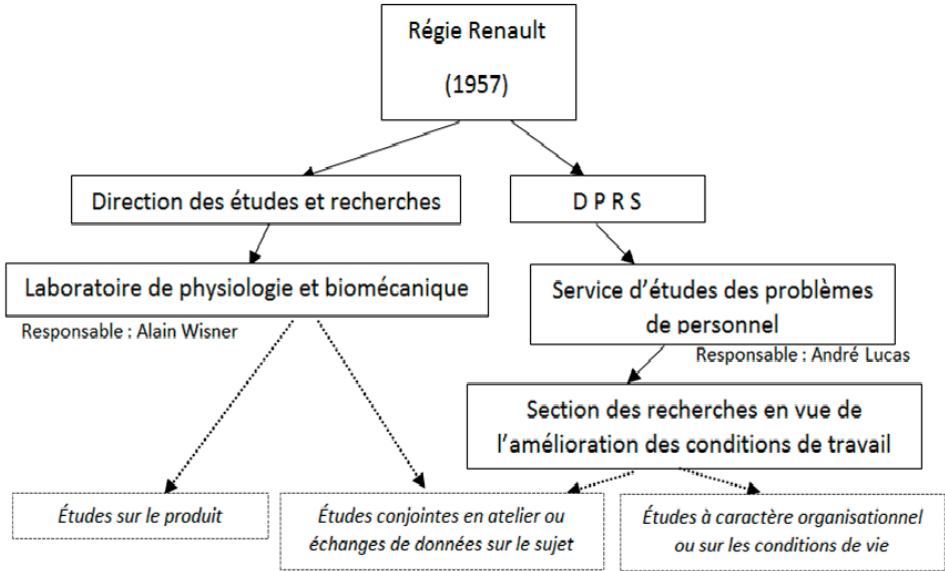 Régie Renault
(1957)
Direction des études et recherches
D P R S
Laboratoire de physiologie et biomécanique
Responsable : Alain Wisner
Service d’études des problèmes
de personnel
Responsable : André Lucas
Section des recherches en vue de
l’amélioration des conditions de travail
Études sur le produit
Études conjointes en atelier ou
échanges de données sur le sujet
Études à caractère organisationnel
ou sur les conditions de vie